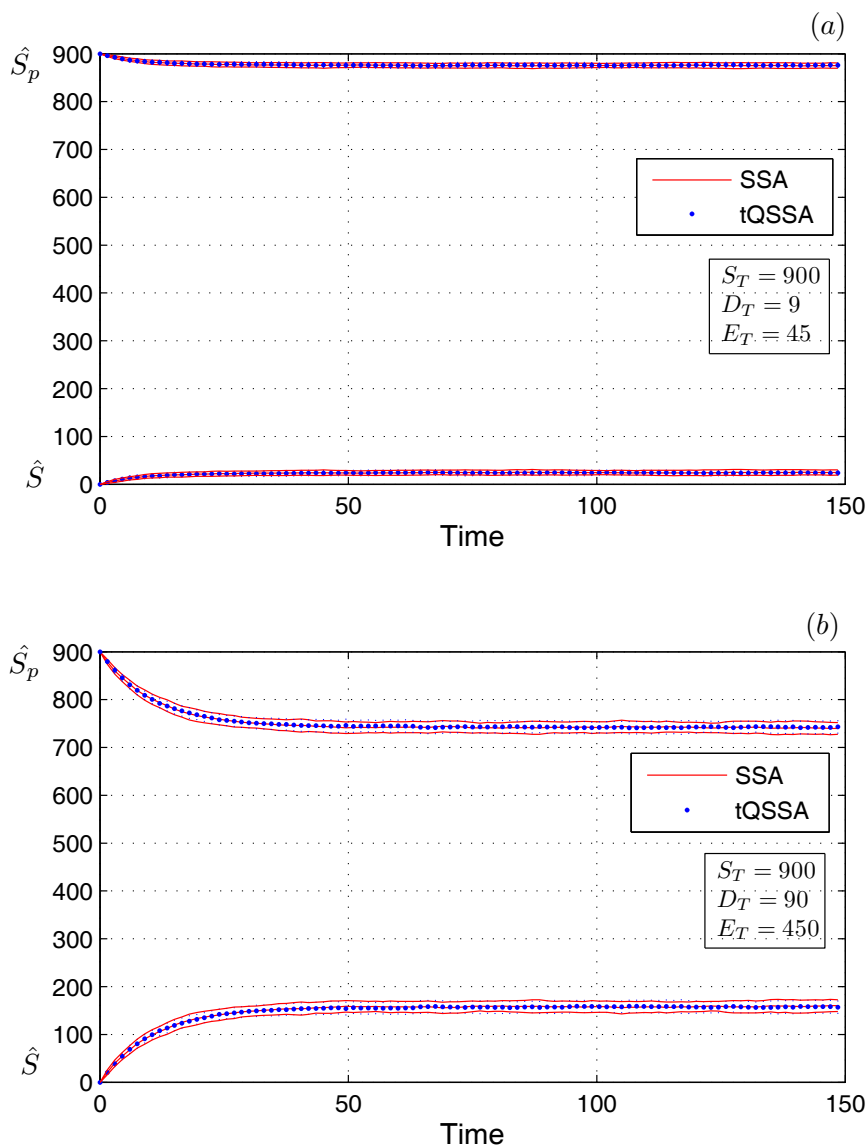 (a)
Ŝ_p
900
800
700
600
500
400
300
200
100
0
Ŝ
SSA
tQSSA
S_T = 900
D_T = 9
E_T = 45
0 50 100 150
Time
(b)
Ŝ_p
900
800
700
600
500
400
300
200
100
0
Ŝ
SSA
tQSSA
S_T = 900
D_T = 90
E_T = 450
0 50 100 150
Time